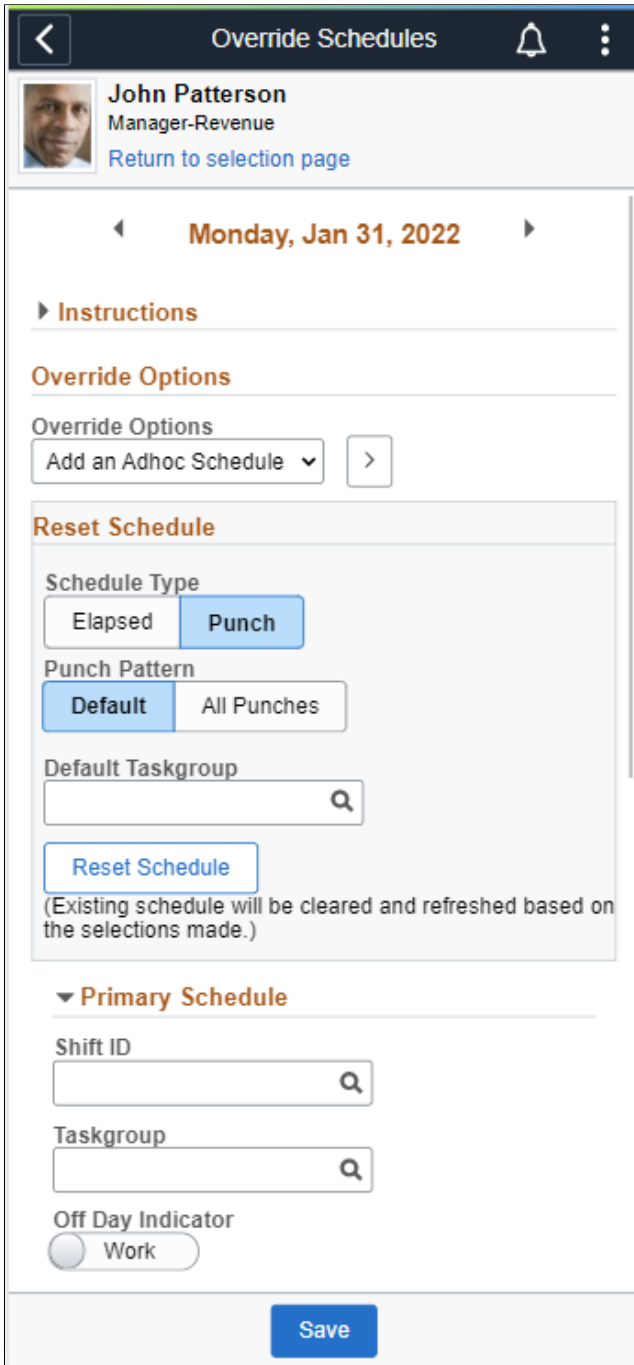 Override Schedules
John Patterson
Manager-Revenue
Return to selection page
Monday, Jan 31, 2022
Instructions
Override Options
Override Options
Add an Adhoc Schedule
Reset Schedule
Schedule Type
Elapsed Punch
Punch Pattern
Default All Punches
Default Taskgroup
Reset Schedule
(Existing schedule will be cleared and refreshed based on
the selections made.)
Primary Schedule
Shift ID
Taskgroup
Off Day Indicator
Work
Save